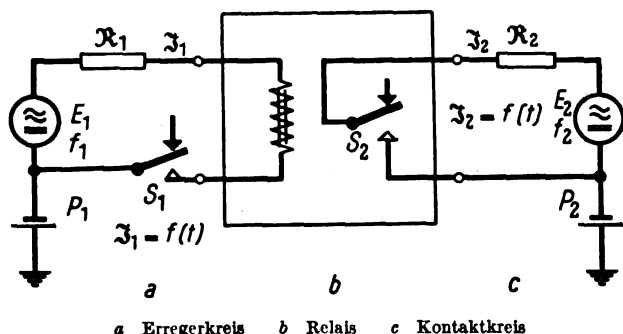 ℜ₁ ℑ₁ ℑ₂ ℜ₂
E₁
f₁
S₁
S₂
ℑ₂ = f(t)
E₂
f₂
P₁
ℑ₁ = f(t)
P₂
a b c
a Erregerkreis b Relais c Kontaktkreis